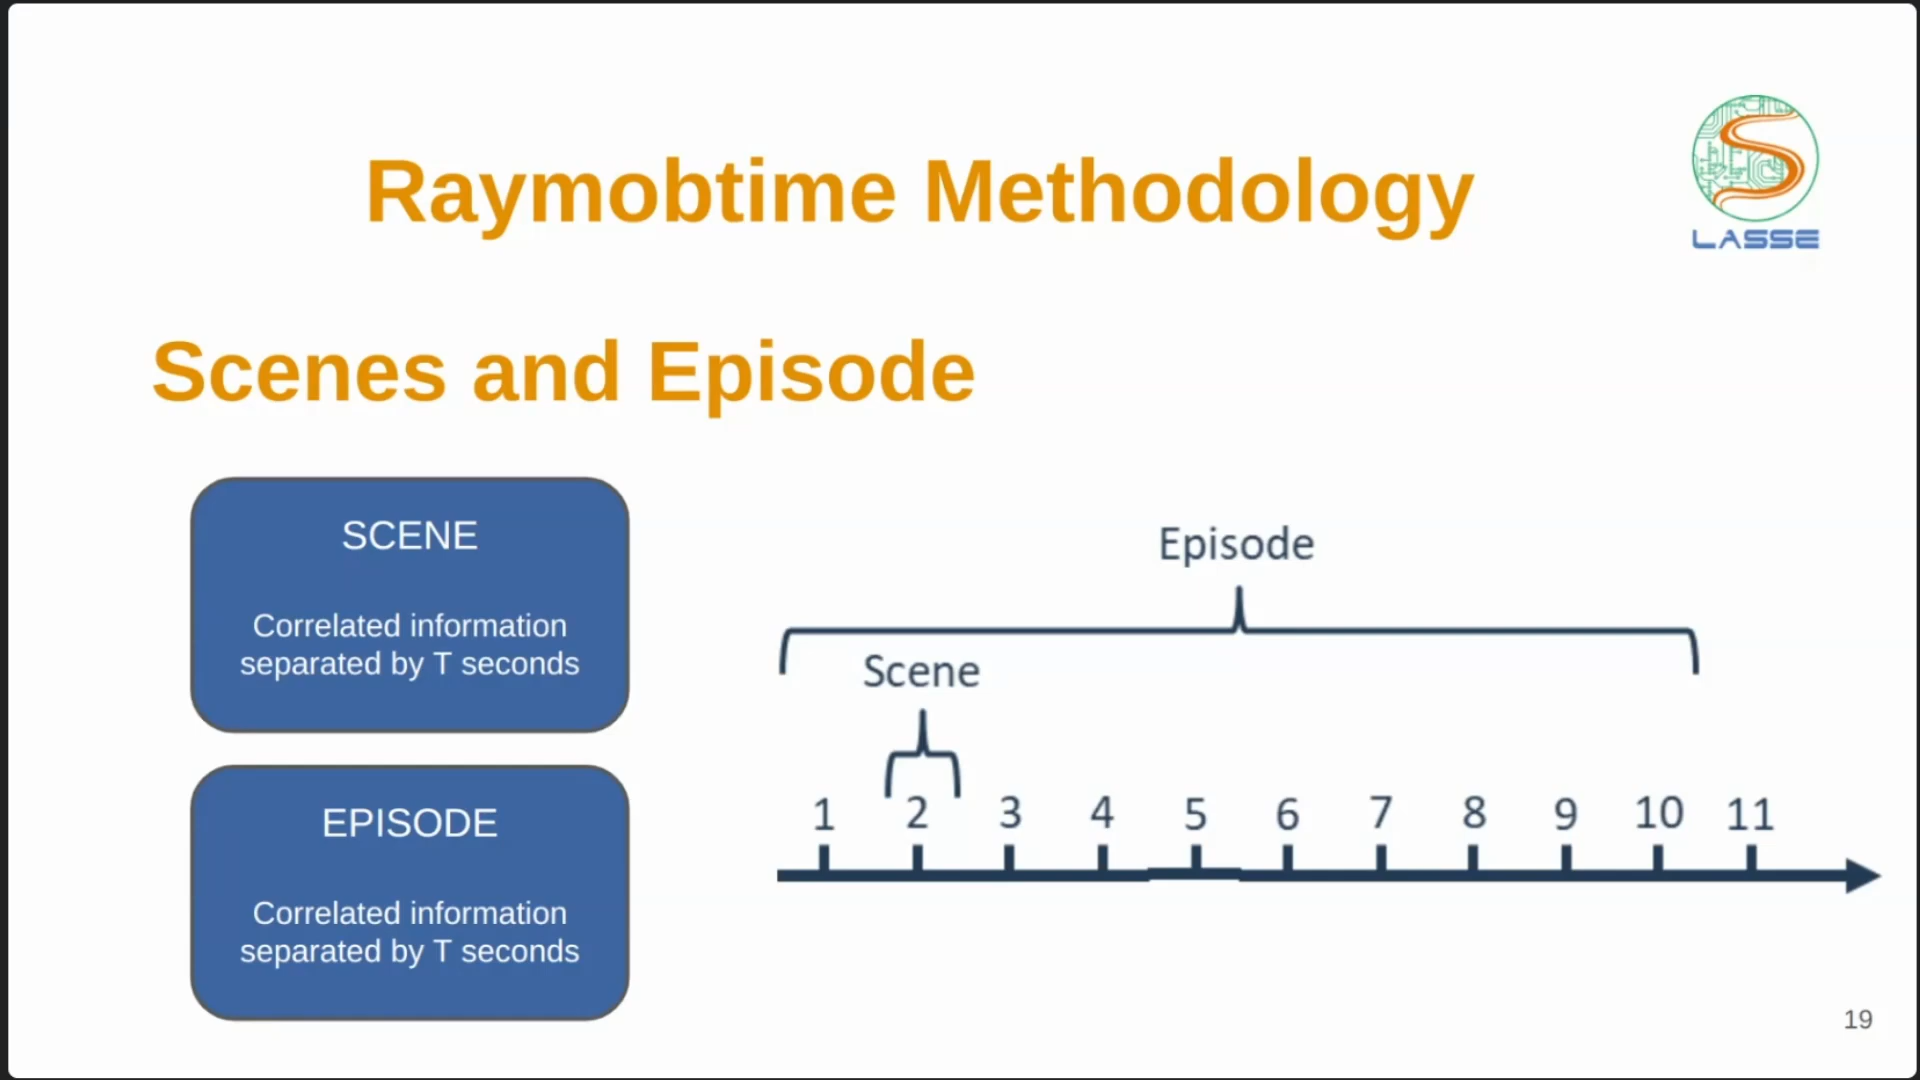 Raymobtime Methodology
LASSE
Scenes and Episode
SCENE
Correlated information
separated by T seconds
EPISODE
Correlated information
separated by T seconds
Episode
Scene
1 2 3 4 5 6 7 8 9 10 11
19